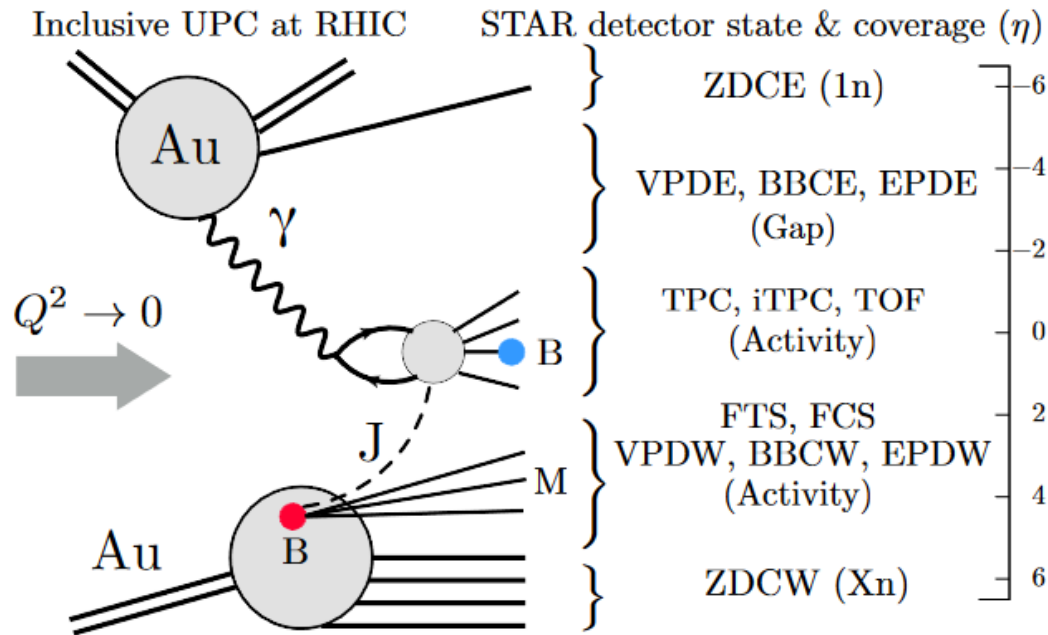 Inclusive UPC at RHIC
STAR detector state & coverage (η)
Au
γ
Q² → 0
B
J
M
B
Au
ZDCE (1n)
VPDE, BBCE, EPDE
(Gap)
TPC, iTPC, TOF
(Activity)
FTS, FCS
VPDW, BBCW, EPDW
(Activity)
ZDCW (Xn)
−6
−4
−2
0
2
4
6